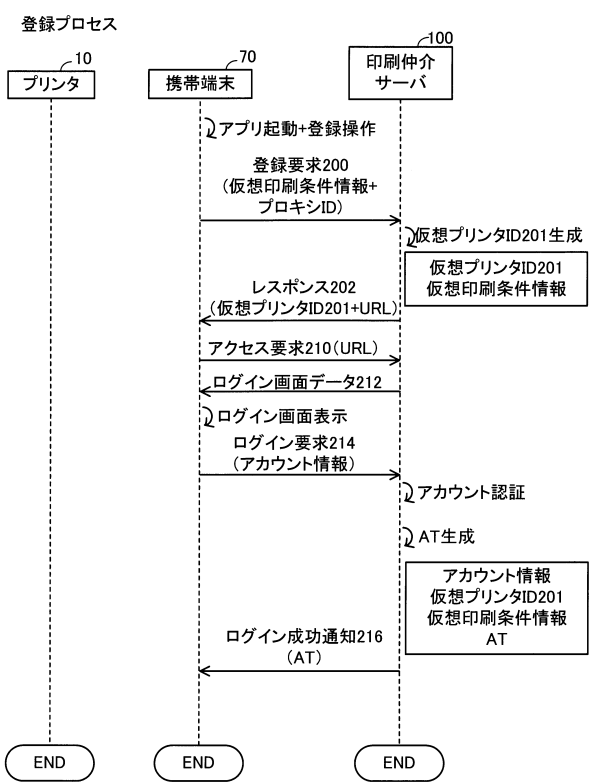 登録プロセス
10
プリンタ
70
携帯端末
100
印刷仲介
サーバ
アプリ起動+登録操作
登録要求200
(仮想印刷条件情報+
プロキシID)
仮想プリンタID201生成
仮想プリンタID201
仮想印刷条件情報
レスポンス202
(仮想プリンタID201+URL)
アクセス要求210(URL)
ログイン画面データ212
ログイン画面表示
ログイン要求214
(アカウント情報)
アカウント認証
AT生成
アカウント情報
仮想プリンタID201
仮想印刷条件情報
AT
ログイン成功通知216
(AT)
END
END
END